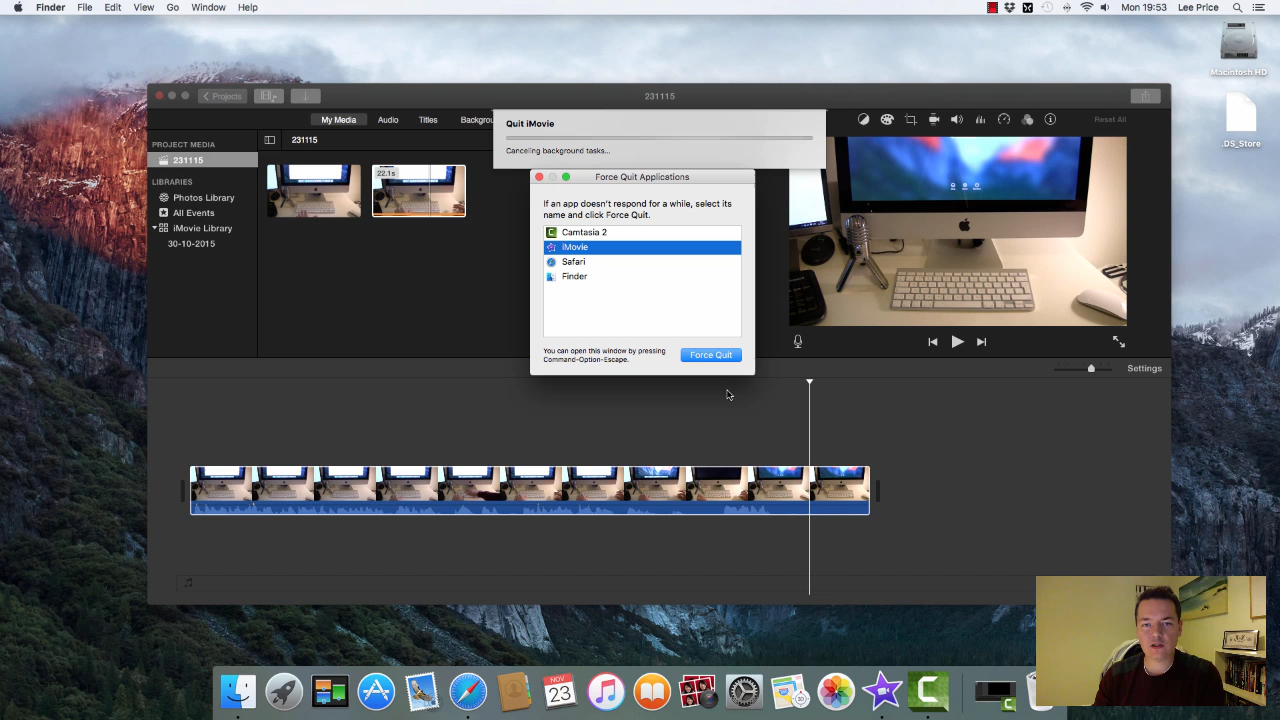 Finder File Edit View Go Window Help Mon 19:53 Lee Price
Macintosh HD
.DS_Store
Projects 231115
My Media Audio Titles Backgrou Reset All
Quit iMovie
Canceling background tasks...
PROJECT MEDIA
231115
231115
LIBRARIES
Photos Library
All Events
iMovie Library
30-10-2015
22.1s
Force Quit Applications
If an app doesn't respond for a while, select its
name and click Force Quit.
Camtasia 2
iMovie
Safari
Finder
You can open this window by pressing
Command-Option-Escape.
Force Quit
Settings
NOV
23